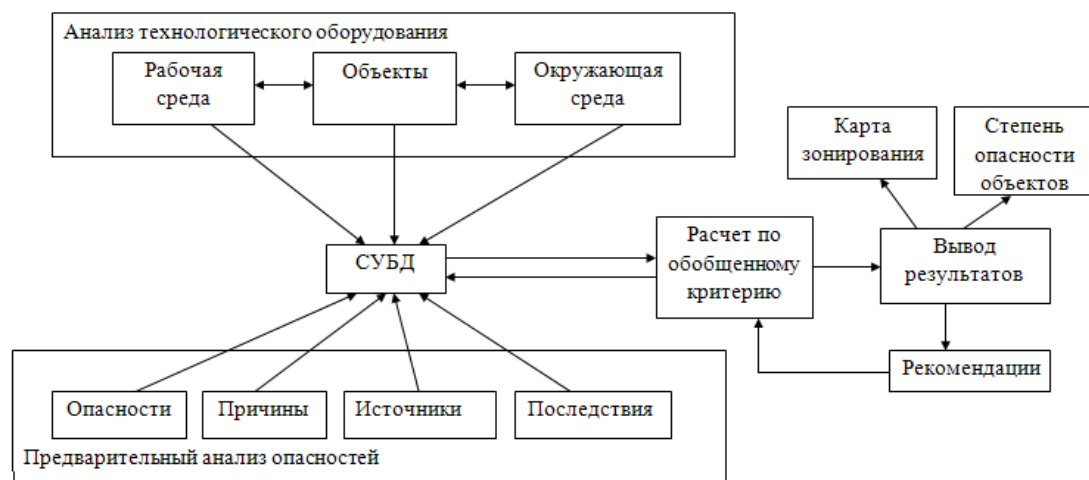 Анализ технологического оборудования
Рабочая
среда
Объекты
Окружающая
среда
Карта
зонирования
Степень
опасности
объектов
СУБД
Расчет по
обобщенному
критерию
Вывод
результатов
Рекомендации
Опасности
Причины
Источники
Последствия
Предварительный анализ опасностей